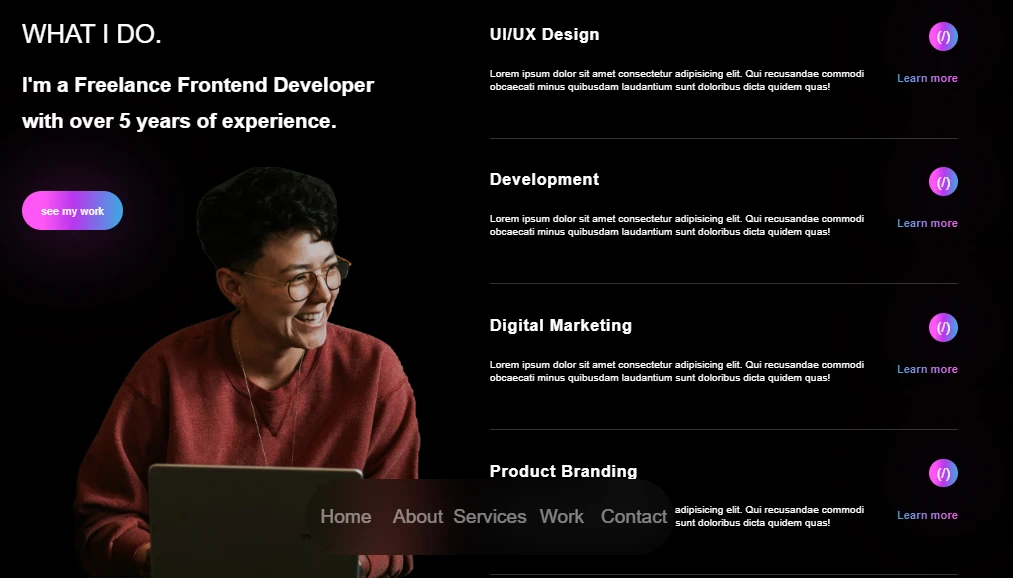 WHAT I DO.
I'm a Freelance Frontend Developer
with over 5 years of experience.
see my work
UI/UX Design
(/)
Lorem ipsum dolor sit amet consectetur adipisicing elit. Qui recusandae commodi
obcaecati minus quibusdam laudantium sunt doloribus dicta quidem quas!
Learn more
Development
(/)
Lorem ipsum dolor sit amet consectetur adipisicing elit. Qui recusandae commodi
obcaecati minus quibusdam laudantium sunt doloribus dicta quidem quas!
Learn more
Digital Marketing
(/)
Lorem ipsum dolor sit amet consectetur adipisicing elit. Qui recusandae commodi
obcaecati minus quibusdam laudantium sunt doloribus dicta quidem quas!
Learn more
Product Branding
(/)
adipisicing elit. Qui recusandae commodi
sunt doloribus dicta quidem quas!
Learn more
Home About Services Work Contact